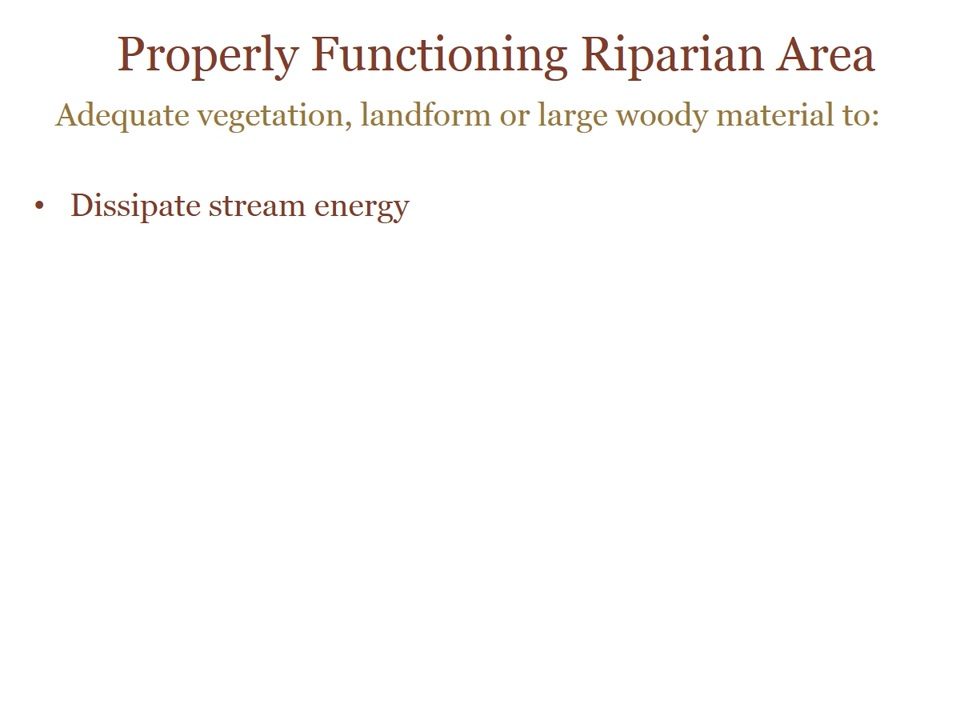 Properly Functioning Riparian Area
Adequate vegetation, landform or large woody material to:
• Dissipate stream energy